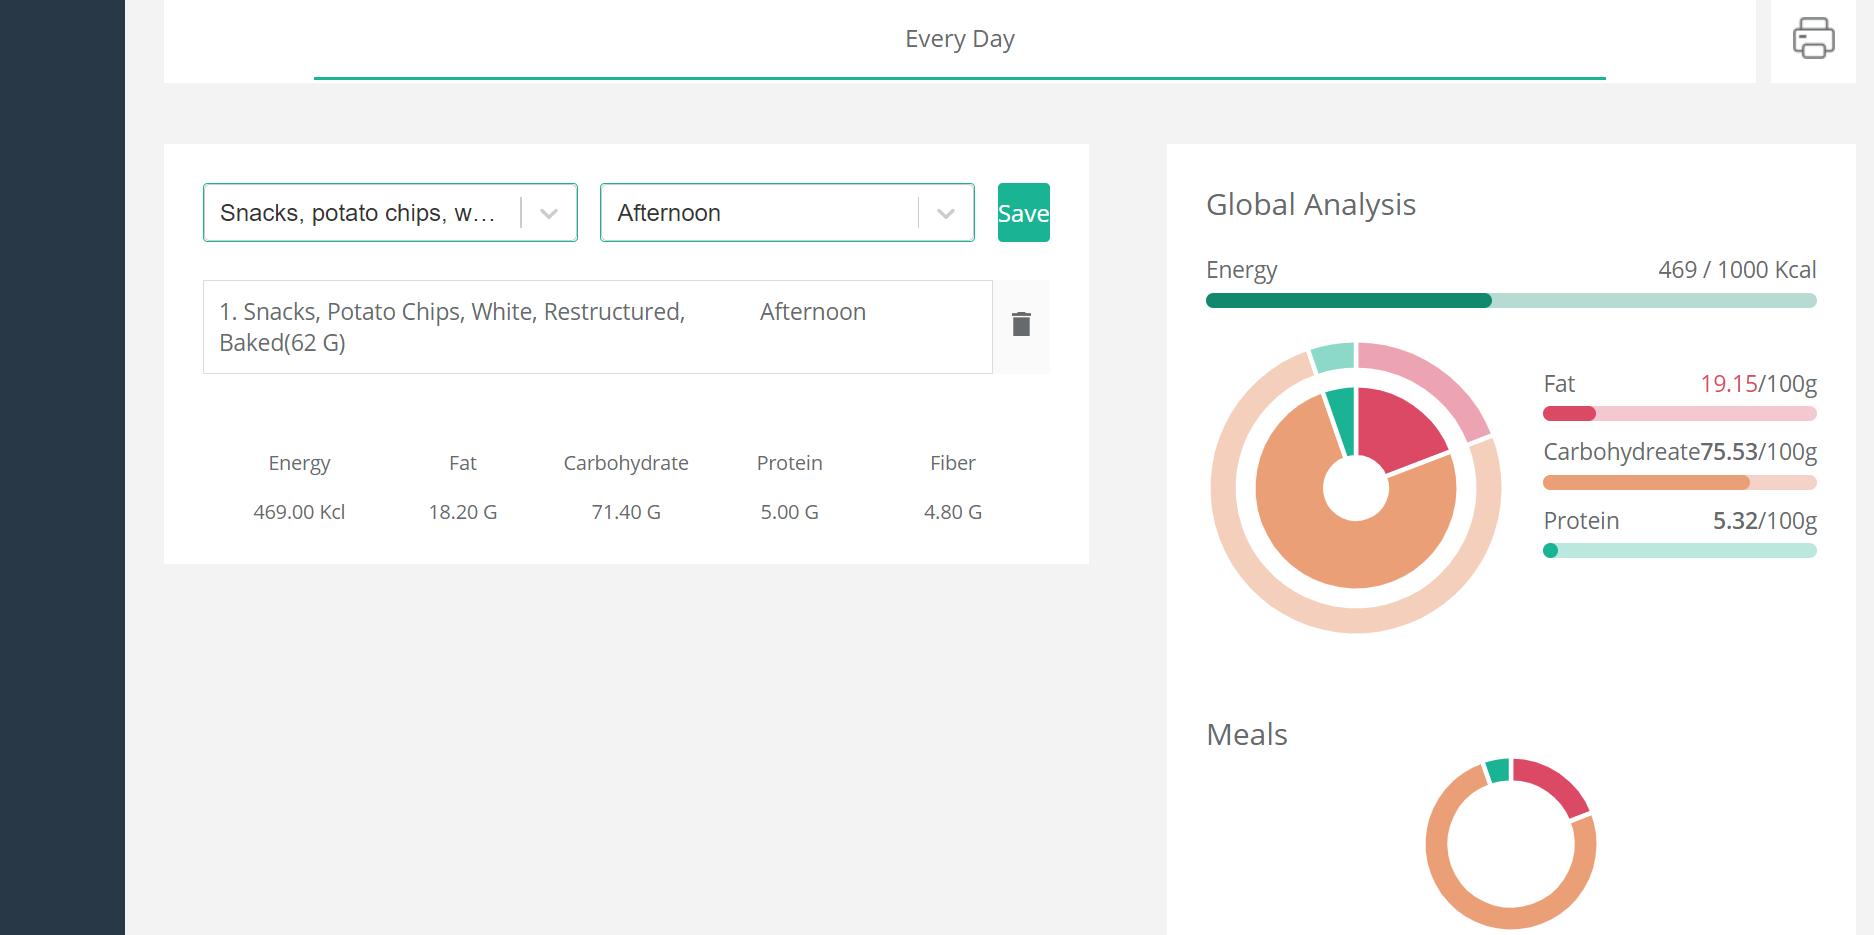 Every Day
Snacks, potato chips, w...
Afternoon
Save
1. Snacks, Potato Chips, White, Restructured,
Baked(62 G)
Afternoon
Energy Fat Carbohydrate Protein Fiber
469.00 Kcl 18.20 G 71.40 G 5.00 G 4.80 G
Global Analysis
Energy 469 / 1000 Kcal
Fat 19.15/100g
Carbohydreate75.53/100g
Protein 5.32/100g
Meals